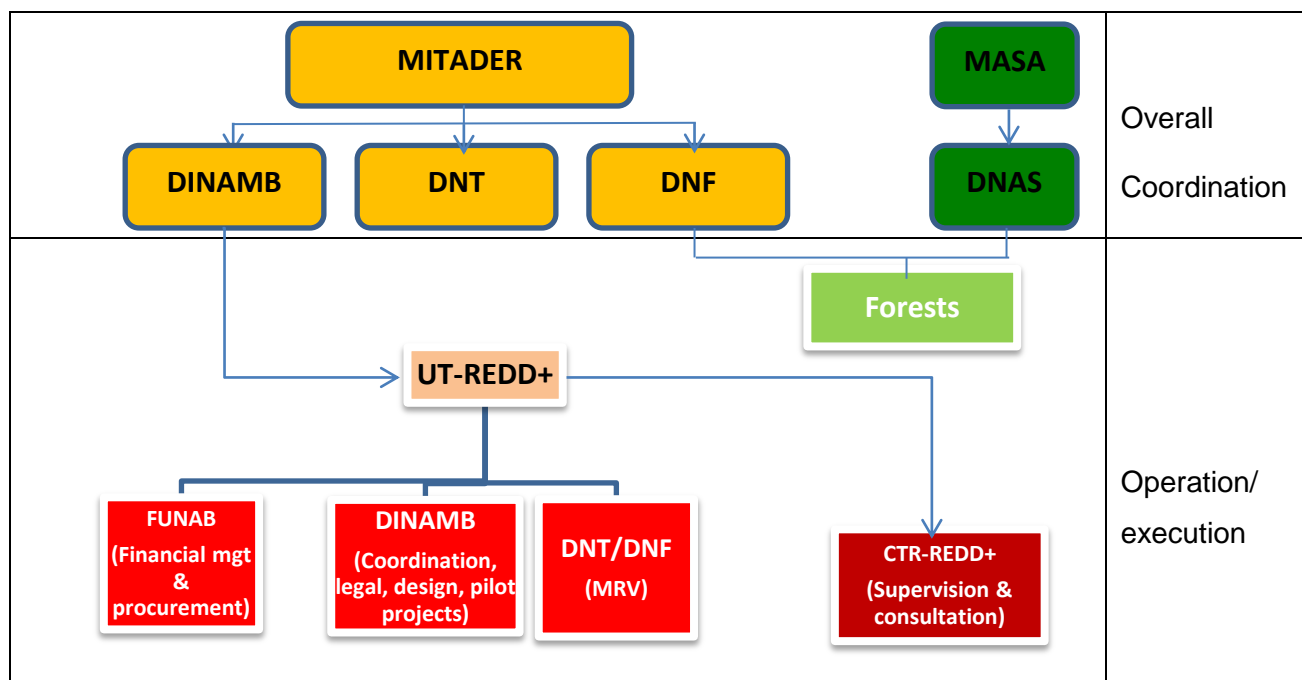 MITADER
MASA
Overall
Coordination
DINAMB
DNT
DNF
DNAS
Forests
UT-REDD+
FUNAB
(Financial mgt
&
procurement)
DINAMB
(Coordination,
legal, design, pilot
projects)
DNT/DNF
(MRV)
CTR-REDD+
(Supervision &
consultation)
Operation/
execution